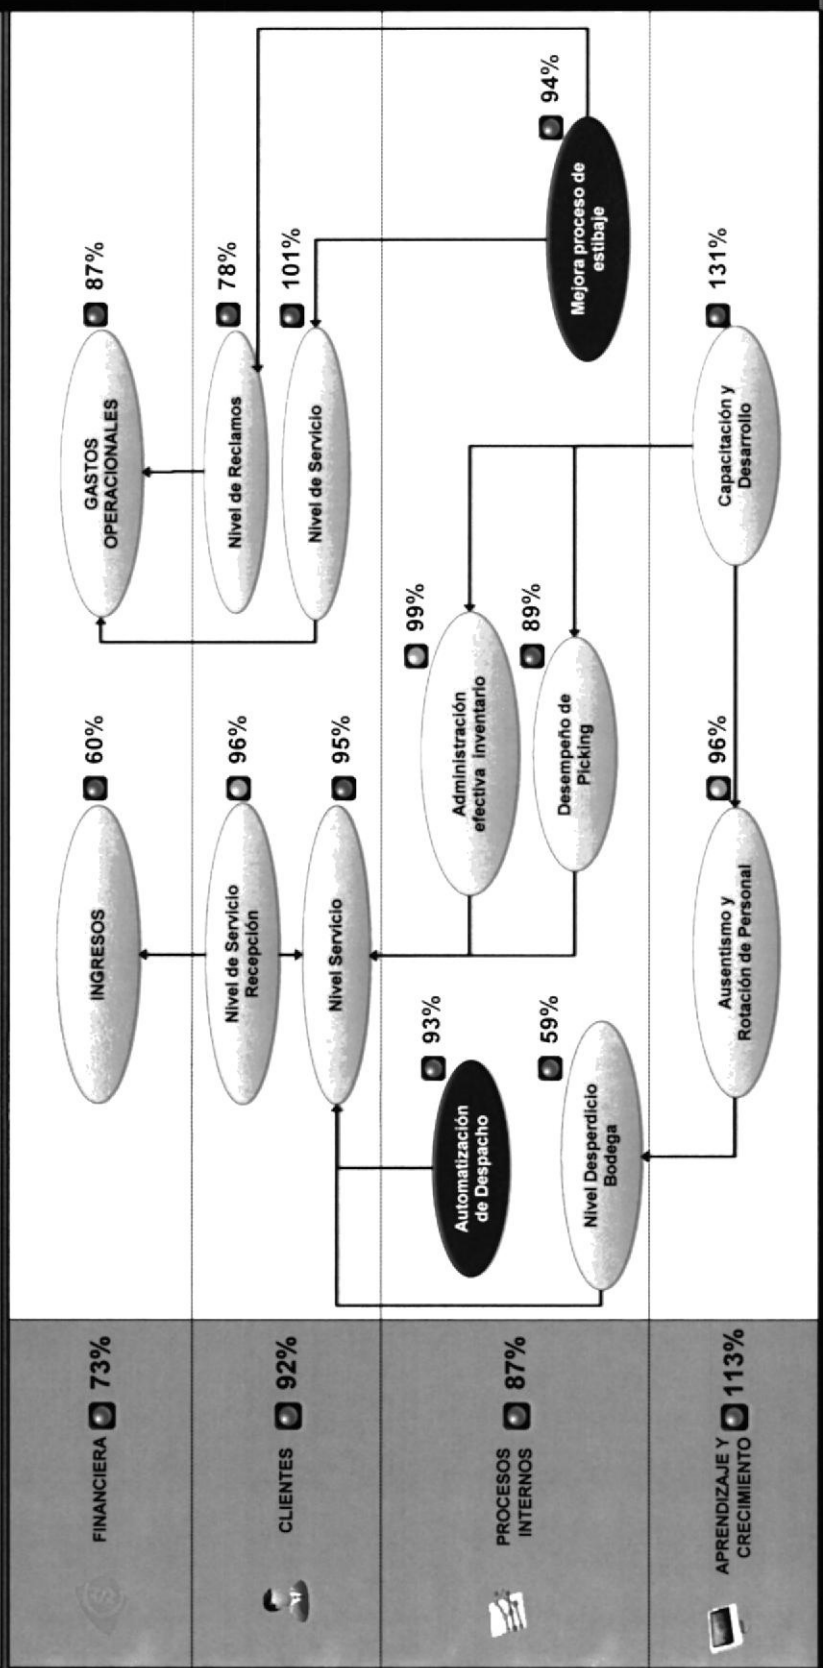 FINANCIERA 73%
INGRESOS
60%
GASTOS
OPERACIONALES
87%
CLIENTES 92%
Nivel de Servicio
Recepción
96%
Nivel de Reclamos
78%
Nivel Servicio
95%
Nivel de Servicio
101%
PROCESOS
INTERNOS
87%
Automatización
de Despacho
93%
Administración
efectiva inventario
99%
Nivel Desperdicio
Bodega
59%
Desempeño de
Picking
89%
Mejora proceso de
estibaje
94%
APRENDIZAJE Y
CRECIMIENTO
113%
Ausentismo y
Rotación de Personal
96%
Capacitación y
Desarrollo
131%